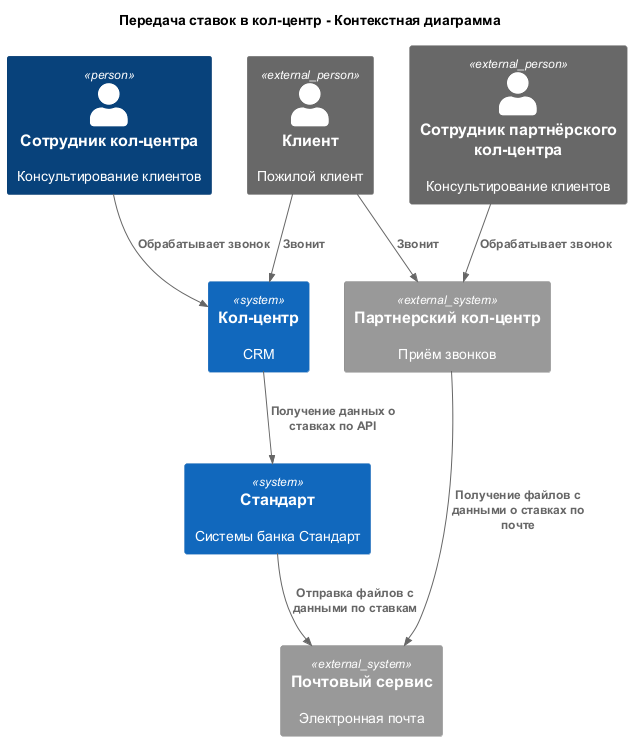 Передача ставок в кол-центр - Контекстная диаграмма
«person»
Сотрудник кол-центра
Консультирование клиентов
«external_person»
Клиент
Пожилой клиент
«external_person»
Сотрудник партнёрского
кол-центра
Консультирование клиентов
Обрабатывает звонок
Звонит
Звонит
Обрабатывает звонок
«system»
Кол-центр
CRM
«external_system»
Партнерский кол-центр
Приём звонков
Получение данных о
ставках по API
«system»
Стандарт
Системы банка Стандарт
Получение файлов с
данными о ставках по
почте
Отправка файлов с
данными по ставкам
«external_system»
Почтовый сервис
Электронная почта